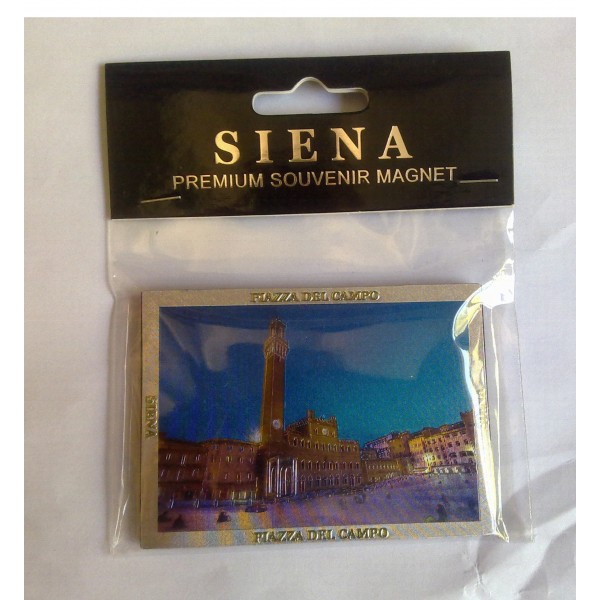 SIENA
PREMIUM SOUVENIR MAGNET
PIAZZA DEL CAMPO
SIENA
PIAZZA DEL CAMPO